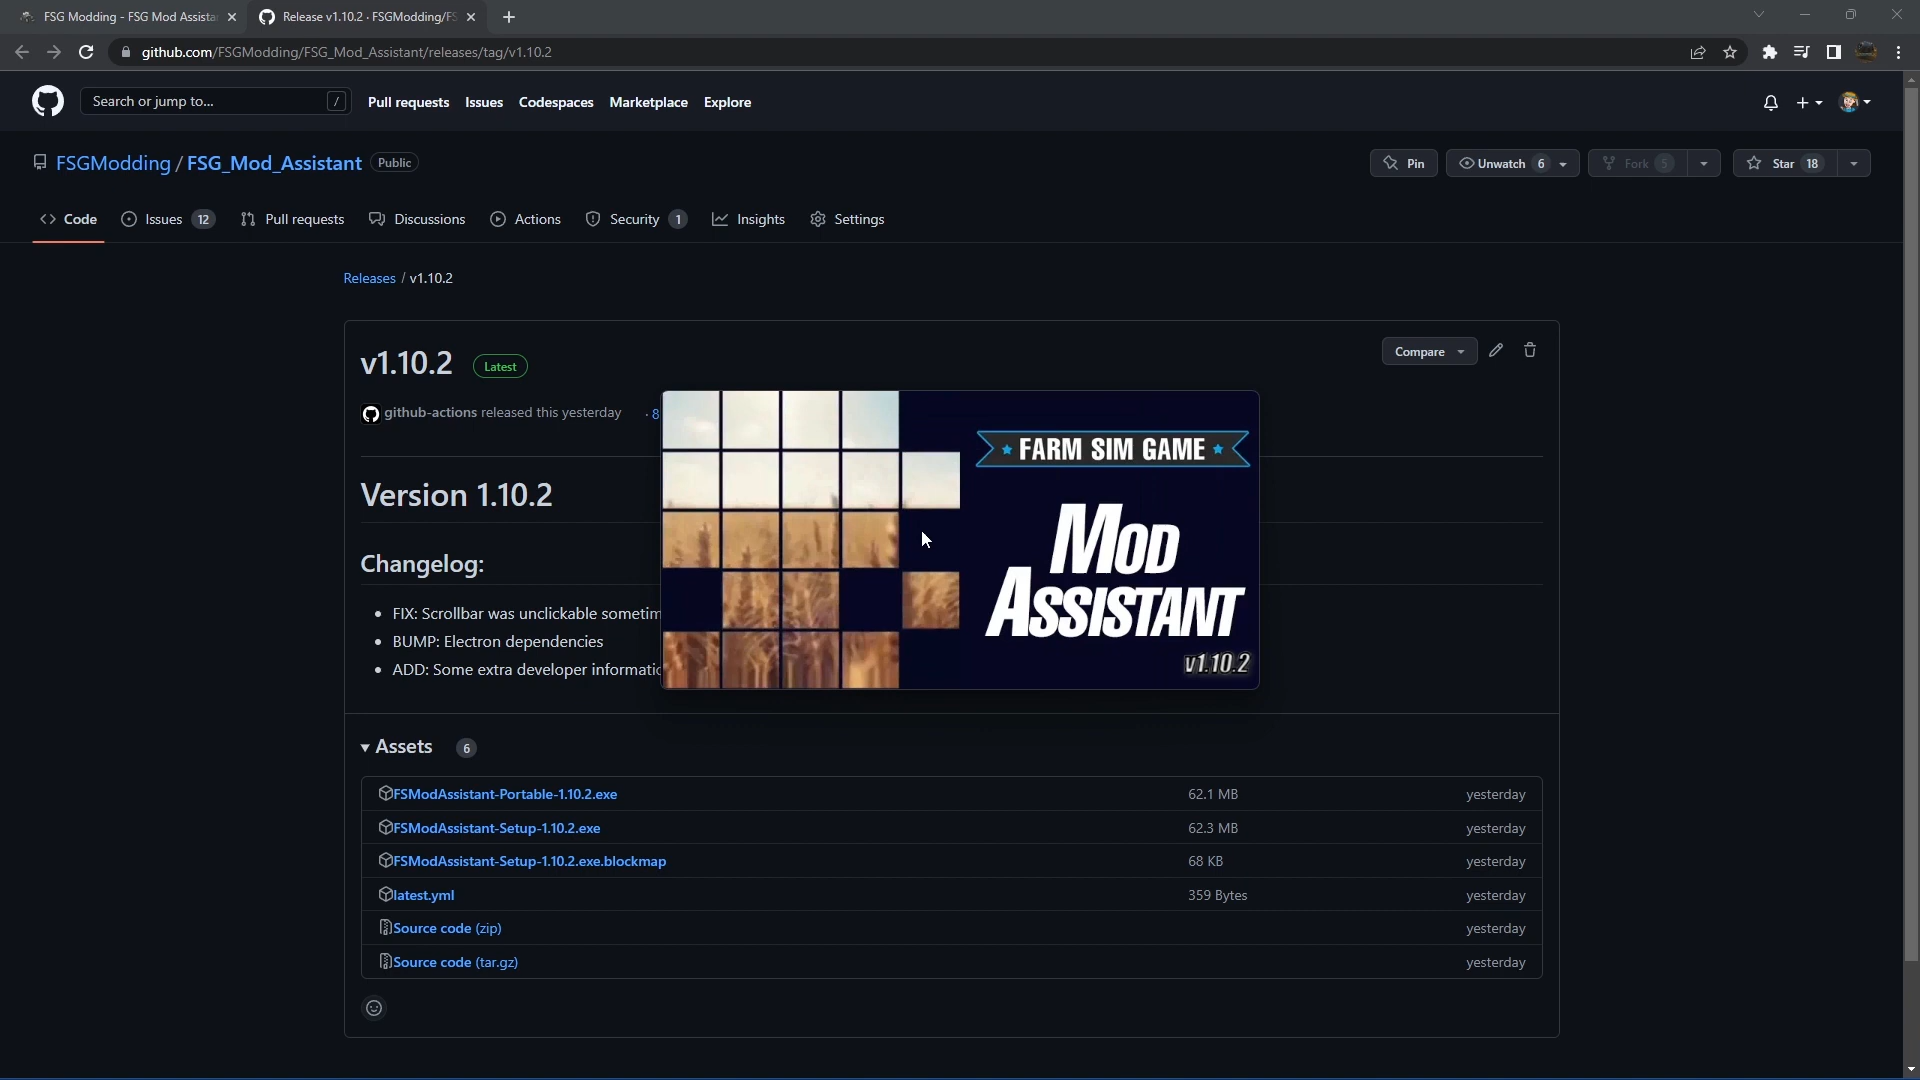 FSG Modding - FSG Mod Assista
Release v1.10.2 · FSGModding/FS
github.com/FSGModding/FSG_Mod_Assistant/releases/tag/v1.10.2
Search or jump to... /
Pull requests Issues Codespaces Marketplace Explore
FSGModding / FSG_Mod_Assistant Public
Pin Unwatch 6 Fork 5 Star 18
Code Issues 12 Pull requests Discussions Actions Security 1 Insights Settings
Releases / v1.10.2
v1.10.2 Latest
Compare
github-actions released this yesterday · 8
Version 1.10.2
Changelog:
FIX: Scrollbar was unclickable sometim
BUMP: Electron dependencies
ADD: Some extra developer informatio
FARM SIM GAME
MOD
ASSISTANT
v1.10.2
Assets 6
FSModAssistant-Portable-1.10.2.exe 62.1 MB yesterday
FSModAssistant-Setup-1.10.2.exe 62.3 MB yesterday
FSModAssistant-Setup-1.10.2.exe.blockmap 68 KB yesterday
latest.yml 359 Bytes yesterday
Source code (zip) yesterday
Source code (tar.gz) yesterday